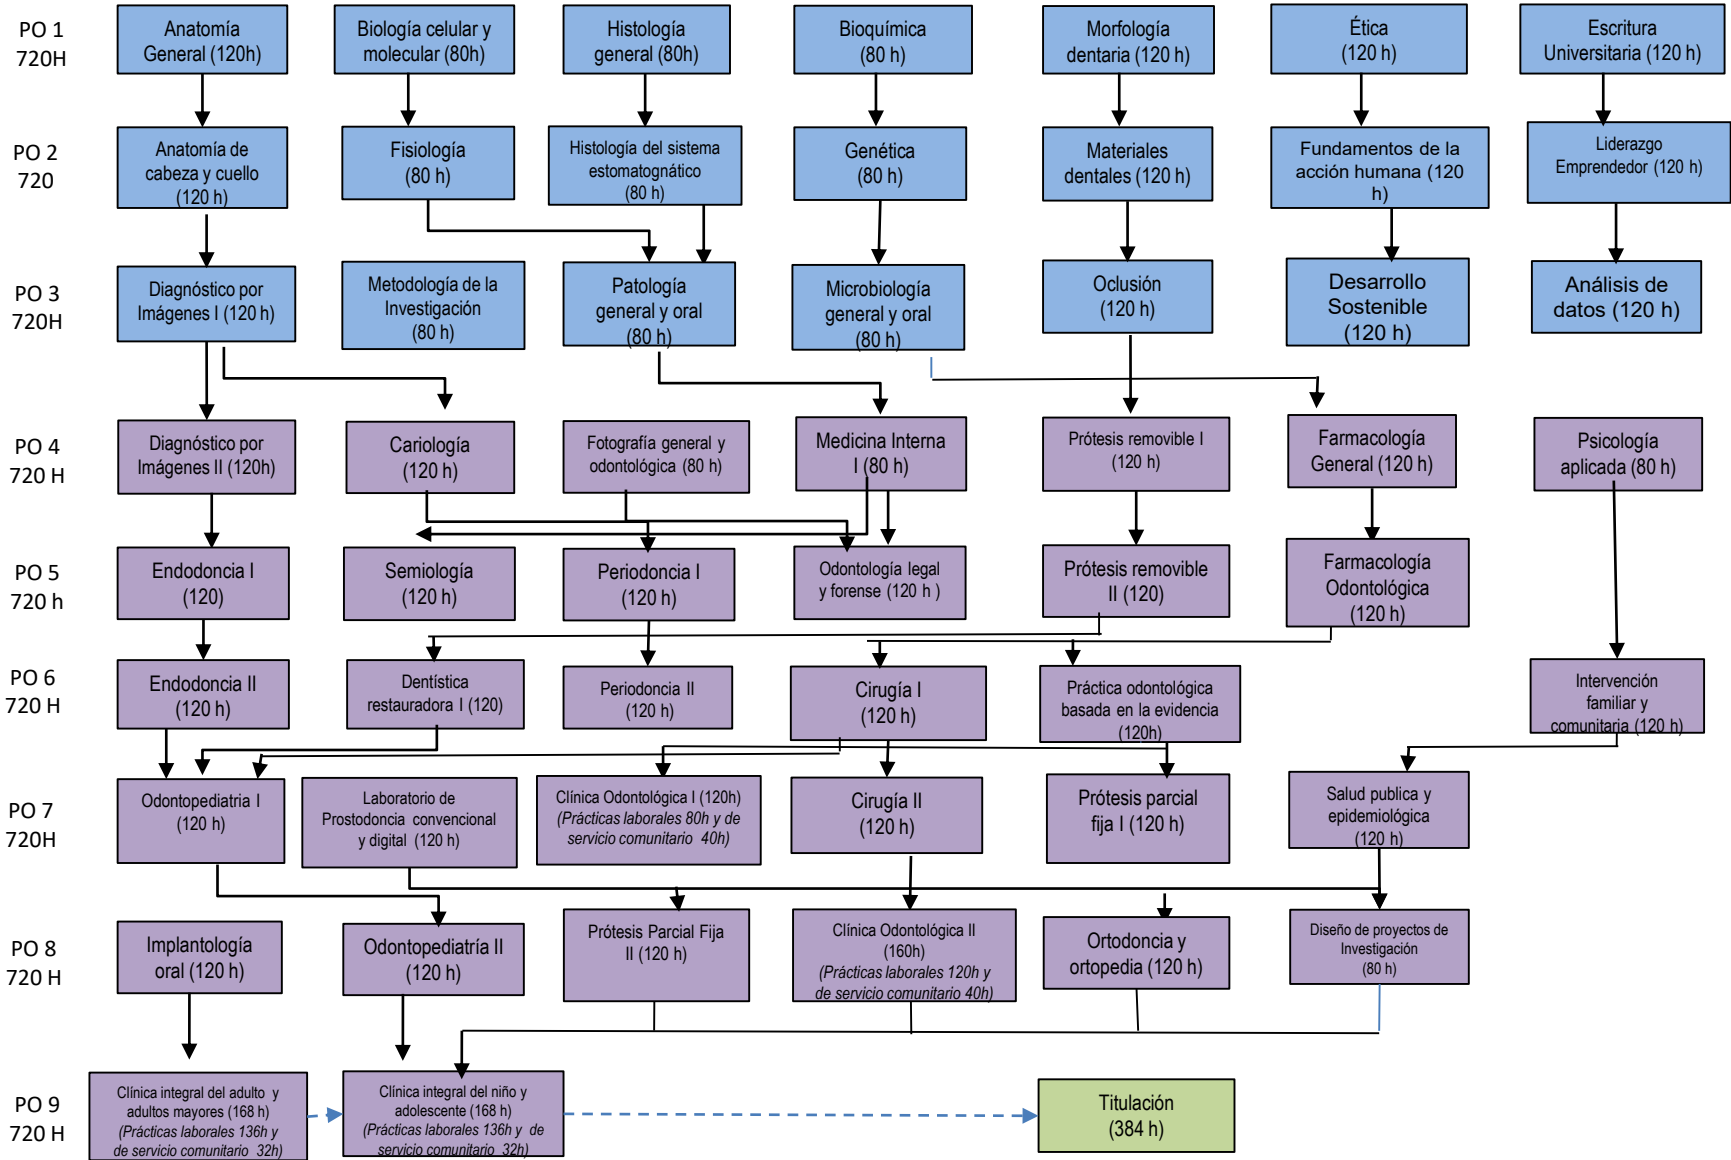 PO 1
720H
Anatomía
General (120h)
Biología celular y
molecular (80h)
Histología
general (80h)
Bioquímica
(80 h)
Morfología
dentaria (120 h)
Ética
(120 h)
Escritura
Universitaria (120 h)
PO 2
720
Anatomía de
cabeza y cuello
(120 h)
Fisiología
(80 h)
Histología del sistema
estomatognático
(80 h)
Genética
(80 h)
Materiales
dentales (120 h)
Fundamentos de la
acción humana (120
h)
Liderazgo
Emprendedor (120 h)
PO 3
720H
Diagnóstico por
Imágenes I (120 h)
Metodología de la
Investigación
(80 h)
Patología
general y oral
(80 h)
Microbiología
general y oral
(80 h)
Oclusión
(120 h)
Desarrollo
Sostenible
(120 h)
Análisis de
datos (120 h)
PO 4
720 H
Diagnóstico por
Imágenes II (120h)
Cariología
(120 h)
Fotografía general y
odontológica (80 h)
Medicina Interna
I (80 h)
Prótesis removible I
(120 h)
Farmacología
General (120 h)
Psicología
aplicada (80 h)
PO 5
720 h
Endodoncia I
(120)
Semiología
(120 h)
Periodoncia I
(120 h)
Odontología legal
y forense (120 h )
Prótesis removible
II (120)
Farmacología
Odontológica
(120 h)
PO 6
720 H
Endodoncia II
(120 h)
Dentística
restauradora I (120)
Periodoncia II
(120 h)
Cirugía I
(120 h)
Práctica odontológica
basada en la evidencia
(120h)
Intervención
familiar y
comunitaria (120 h)
PO 7
720H
Odontopediatria I
(120 h)
Laboratorio de
Prostodoncia convencional
y digital (120 h)
Clínica Odontológica I (120h)
(Prácticas laborales 80h y de
servicio comunitario 40h)
Cirugía II
(120 h)
Prótesis parcial
fija I (120 h)
Salud publica y
epidemiológica
(120 h)
PO 8
720 H
Implantología
oral (120 h)
Odontopediatría II
(120 h)
Prótesis Parcial Fija
II (120 h)
Clínica Odontológica II
(160h)
(Prácticas laborales 120h y
de servicio comunitario 40h)
Ortodoncia y
ortopedia (120 h)
Diseño de proyectos de
Investigación
(80 h)
PO 9
720 H
Clínica integral del adulto y
adultos mayores (168 h)
(Prácticas laborales 136h y
de servicio comunitario 32h)
Clínica integral del niño y
adolescente (168 h)
(Prácticas laborales 136h y de
servicio comunitario 32h)
Titulación
(384 h)